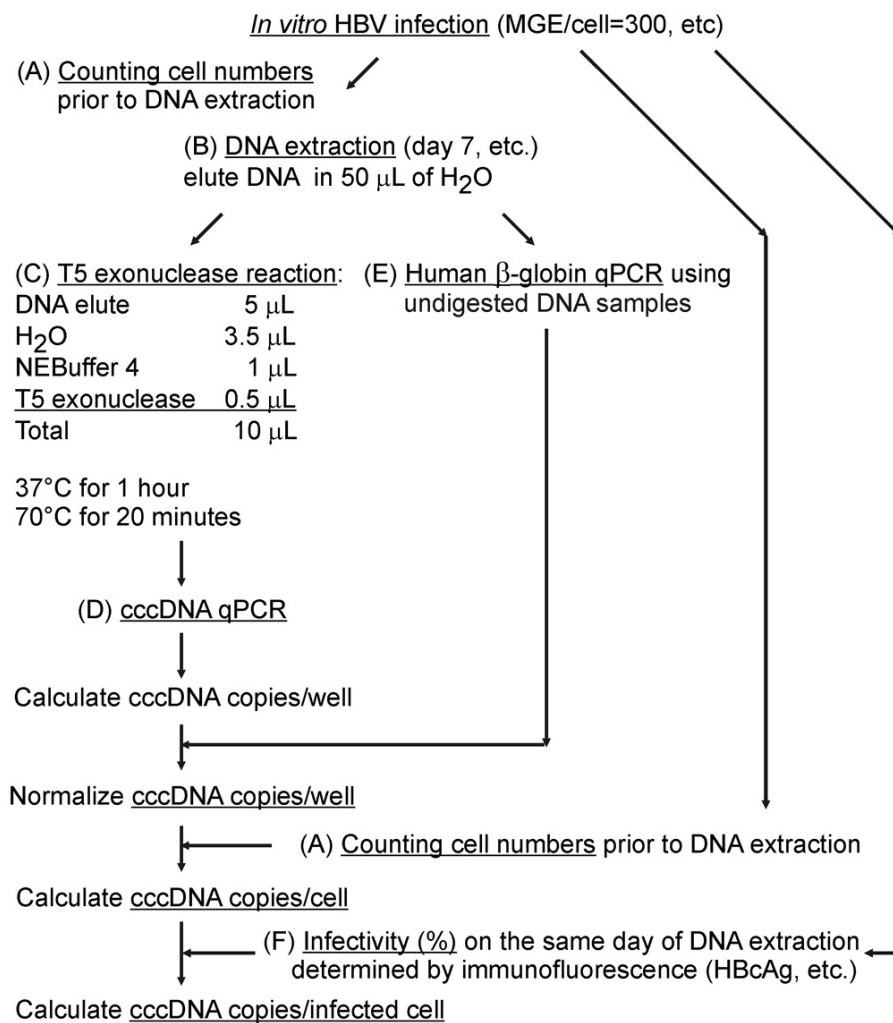 In vitro HBV infection (MGE/cell=300, etc)
(A) Counting cell numbers
prior to DNA extraction
(B) DNA extraction (day 7, etc.)
elute DNA in 50 μL of H₂O
(C) T5 exonuclease reaction:
DNA elute 5 μL
H₂O 3.5 μL
NEBuffer 4 1 μL
T5 exonuclease 0.5 μL
Total 10 μL
37°C for 1 hour
70°C for 20 minutes
(E) Human β-globin qPCR using
undigested DNA samples
(D) cccDNA qPCR
Calculate cccDNA copies/well
Normalize cccDNA copies/well
(A) Counting cell numbers prior to DNA extraction
Calculate cccDNA copies/cell
(F) Infectivity (%) on the same day of DNA extraction
determined by immunofluorescence (HBcAg, etc.)
Calculate cccDNA copies/infected cell